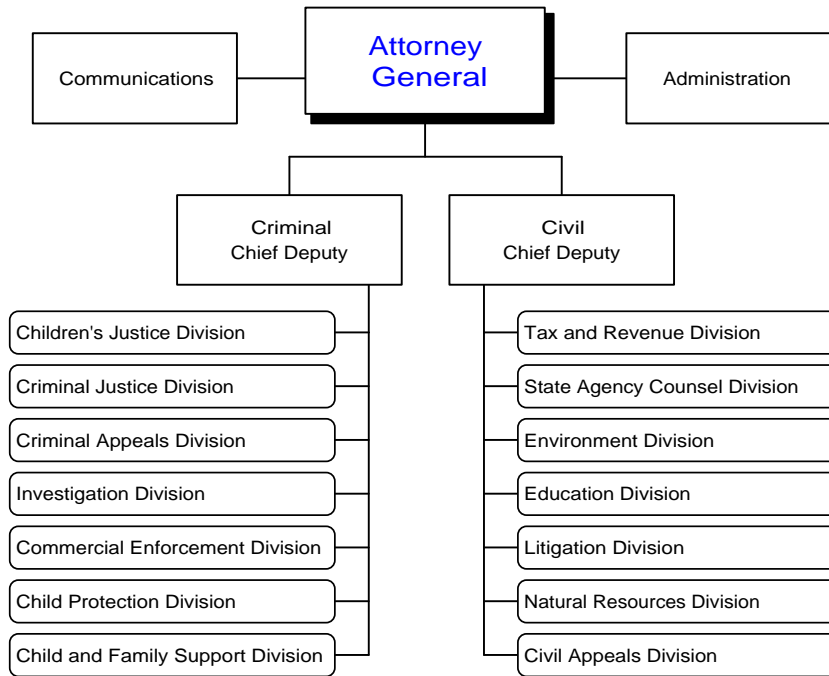 Communications
Attorney
General
Administration
Criminal
Chief Deputy
Civil
Chief Deputy
Children's Justice Division
Criminal Justice Division
Criminal Appeals Division
Investigation Division
Commercial Enforcement Division
Child Protection Division
Child and Family Support Division
Tax and Revenue Division
State Agency Counsel Division
Environment Division
Education Division
Litigation Division
Natural Resources Division
Civil Appeals Division